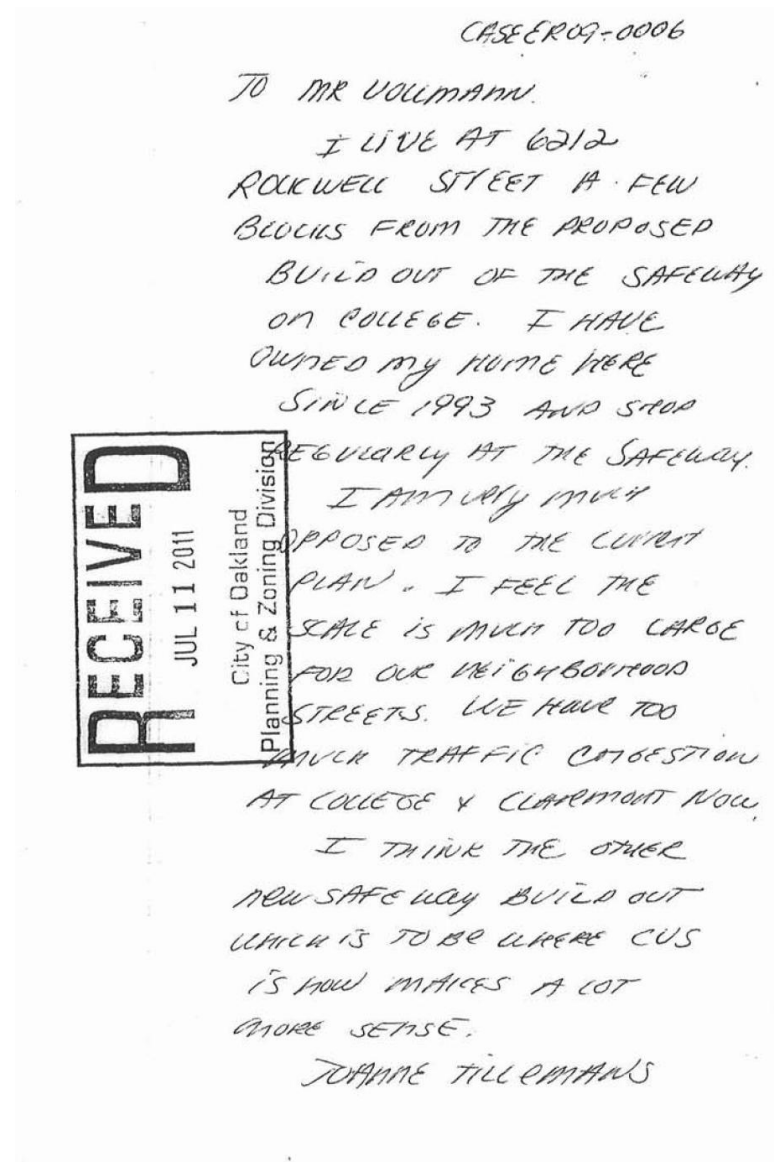 CASE ER09-0006
TO MR VOLLMANN.
I LIVE AT 6212
ROCKWELL STREET A FEW
BLOCKS FROM THE PROPOSED
BUILD OUT OF THE SAFEWAY
ON COLLEGE. I HAVE
OWNED MY HOME HERE
SINCE 1993 AND SHOP
REGULARLY AT THE SAFEWAY.
I AM very much
OPPOSED TO THE CURRENT
PLAN. I FEEL THE
SCALE is MUCH TOO LARGE
FOR OUR NEIGHBORHOOD
STREETS. WE HAVE TOO
MUCH TRAFFIC CONGESTION
AT COLLEGE & CLAREMONT NOW.
I THINK THE OTHER
NEW SAFEWAY BUILD OUT
WHICH is TO Be WHERE CVS
is NOW MAKES A LOT
MORE SENSE.
JOANNE TILLEMANS
RECEIVED
JUL 11 2011
City of Oakland
Planning & Zoning Division